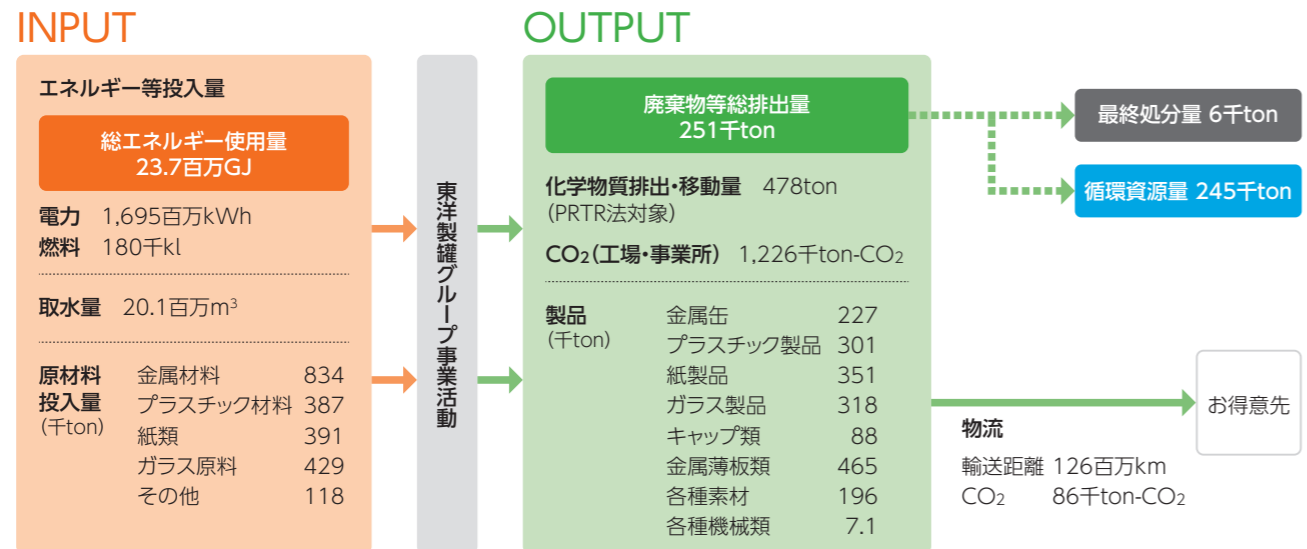 INPUT
エネルギー等投入量
総エネルギー使用量
23.7百万GJ
電力 1,695百万kWh
燃料 180千kl
取水量 20.1百万m³
原材料
投入量
(千ton)
金属材料 834
プラスチック材料 387
紙類 391
ガラス原料 429
その他 118
東洋製罐グループ事業活動
OUTPUT
廃棄物等総排出量
251千ton
化学物質排出・移動量 478ton
(PRTR法対象)
CO₂(工場・事業所) 1,226千ton-CO₂
製品
(千ton)
金属缶 227
プラスチック製品 301
紙製品 351
ガラス製品 318
キャップ類 88
金属薄板類 465
各種素材 196
各種機械類 7.1
最終処分量 6千ton
循環資源量 245千ton
物流
輸送距離 126百万km
CO₂ 86千ton-CO₂
お得意先